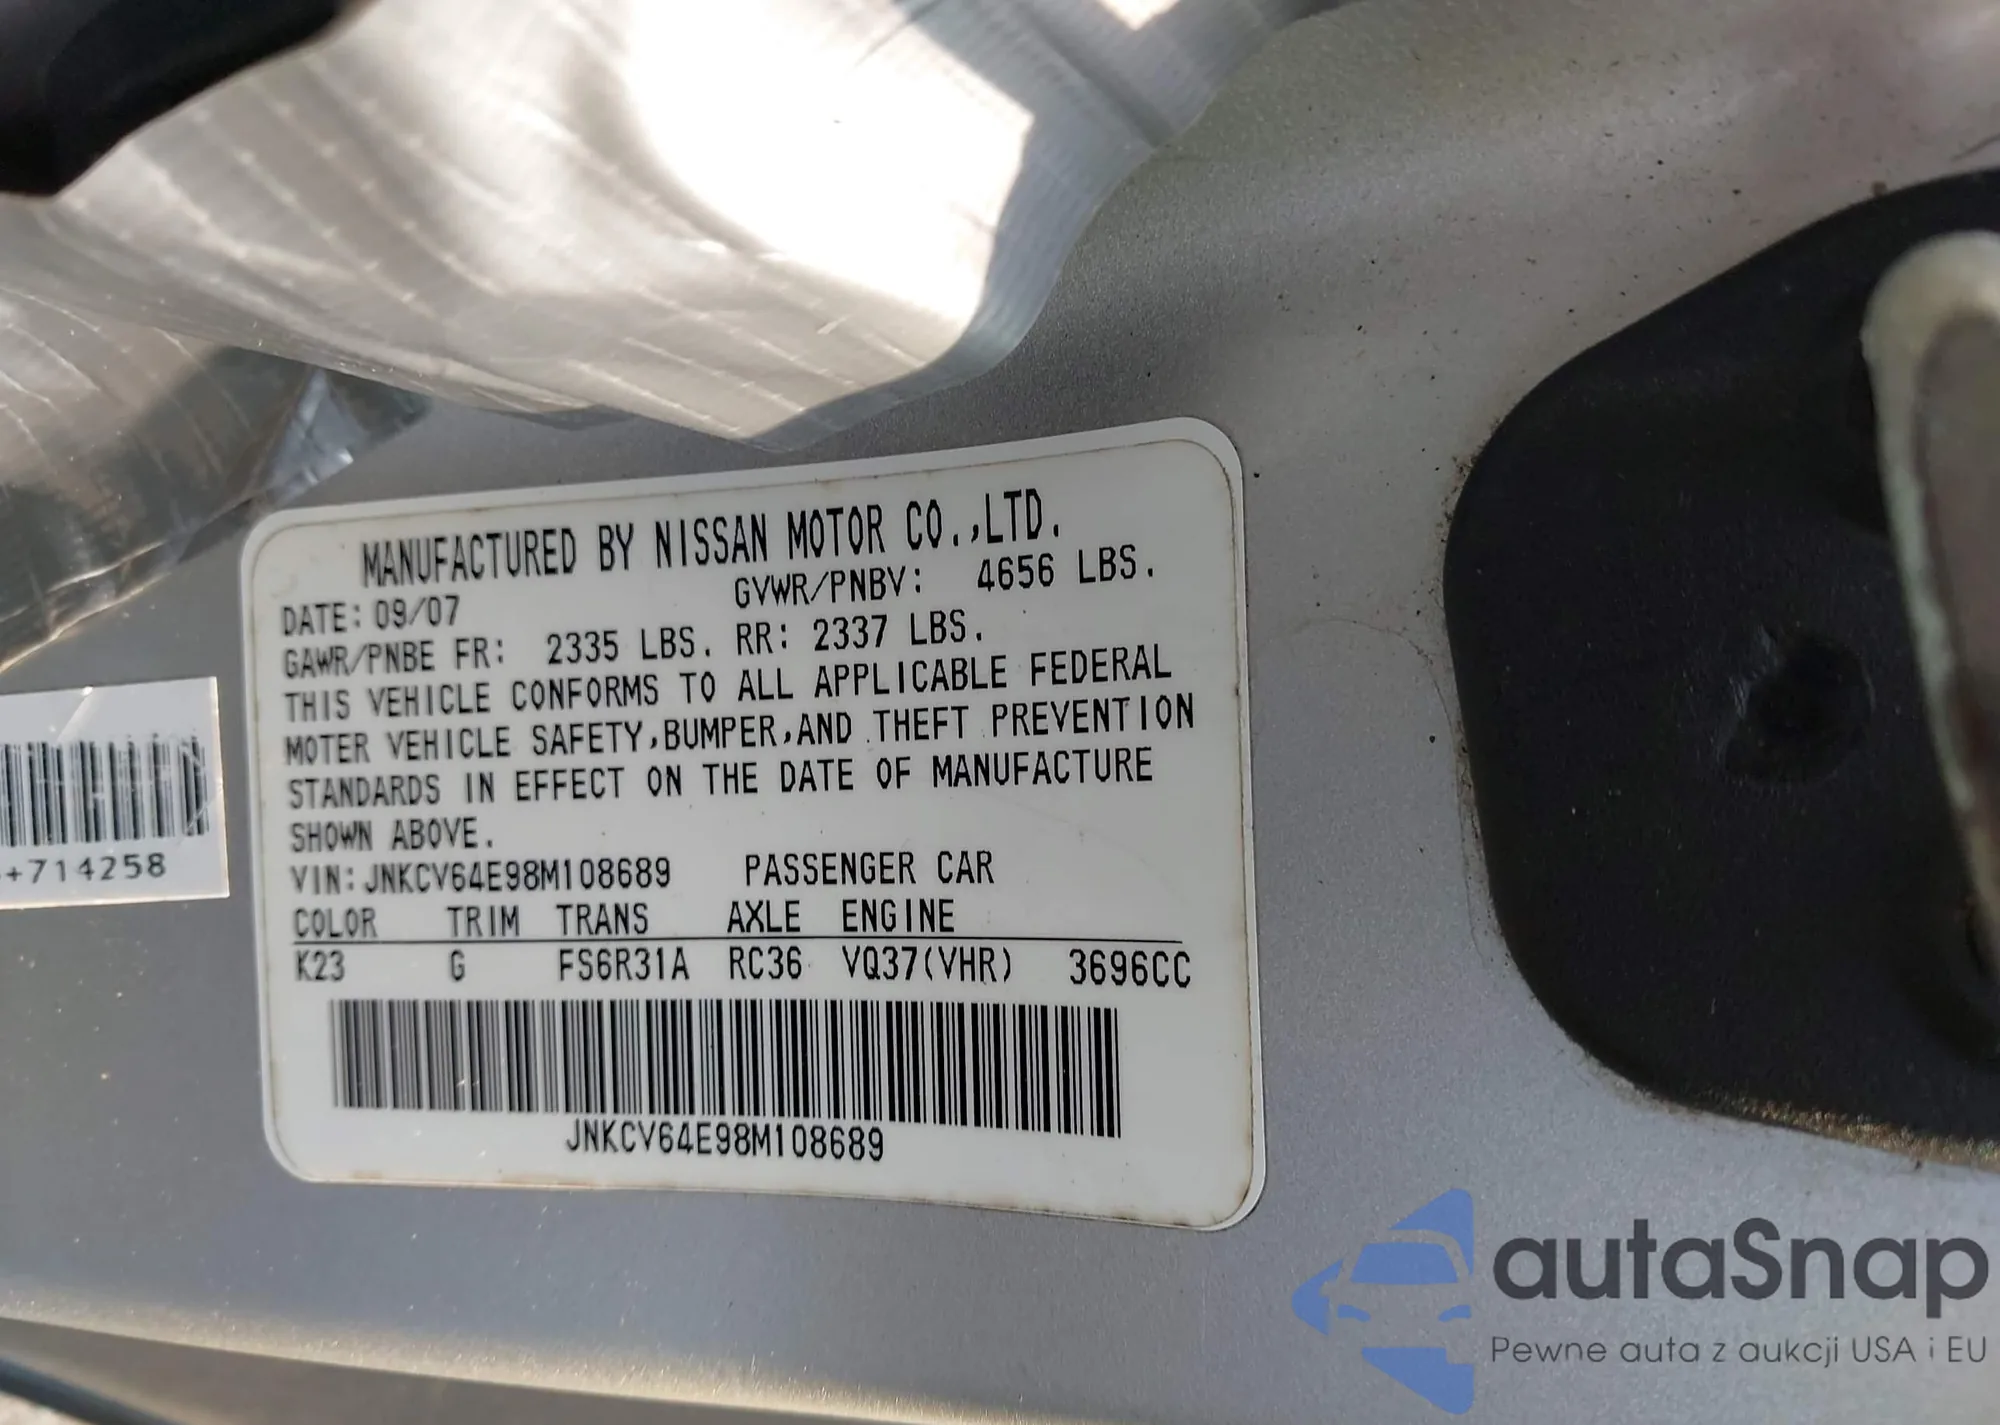 MANUFACTURED BY NISSAN MOTOR CO.,LTD.
DATE: 09/07 GVWR/PNBV: 4656 LBS.
GAWR/PNBE FR: 2335 LBS. RR: 2337 LBS.
THIS VEHICLE CONFORMS TO ALL APPLICABLE FEDERAL
MOTER VEHICLE SAFETY,BUMPER,AND THEFT PREVENTION
STANDARDS IN EFFECT ON THE DATE OF MANUFACTURE
SHOWN ABOVE.
VIN: JNKCV64E98M108689 PASSENGER CAR
COLOR TRIM TRANS AXLE ENGINE
K23 G FS6R31A RC36 VQ37(VHR) 3696CC
JNKCV64E98M108689
+714258
autaSnap
Pewne auta z aukcji USA i EU